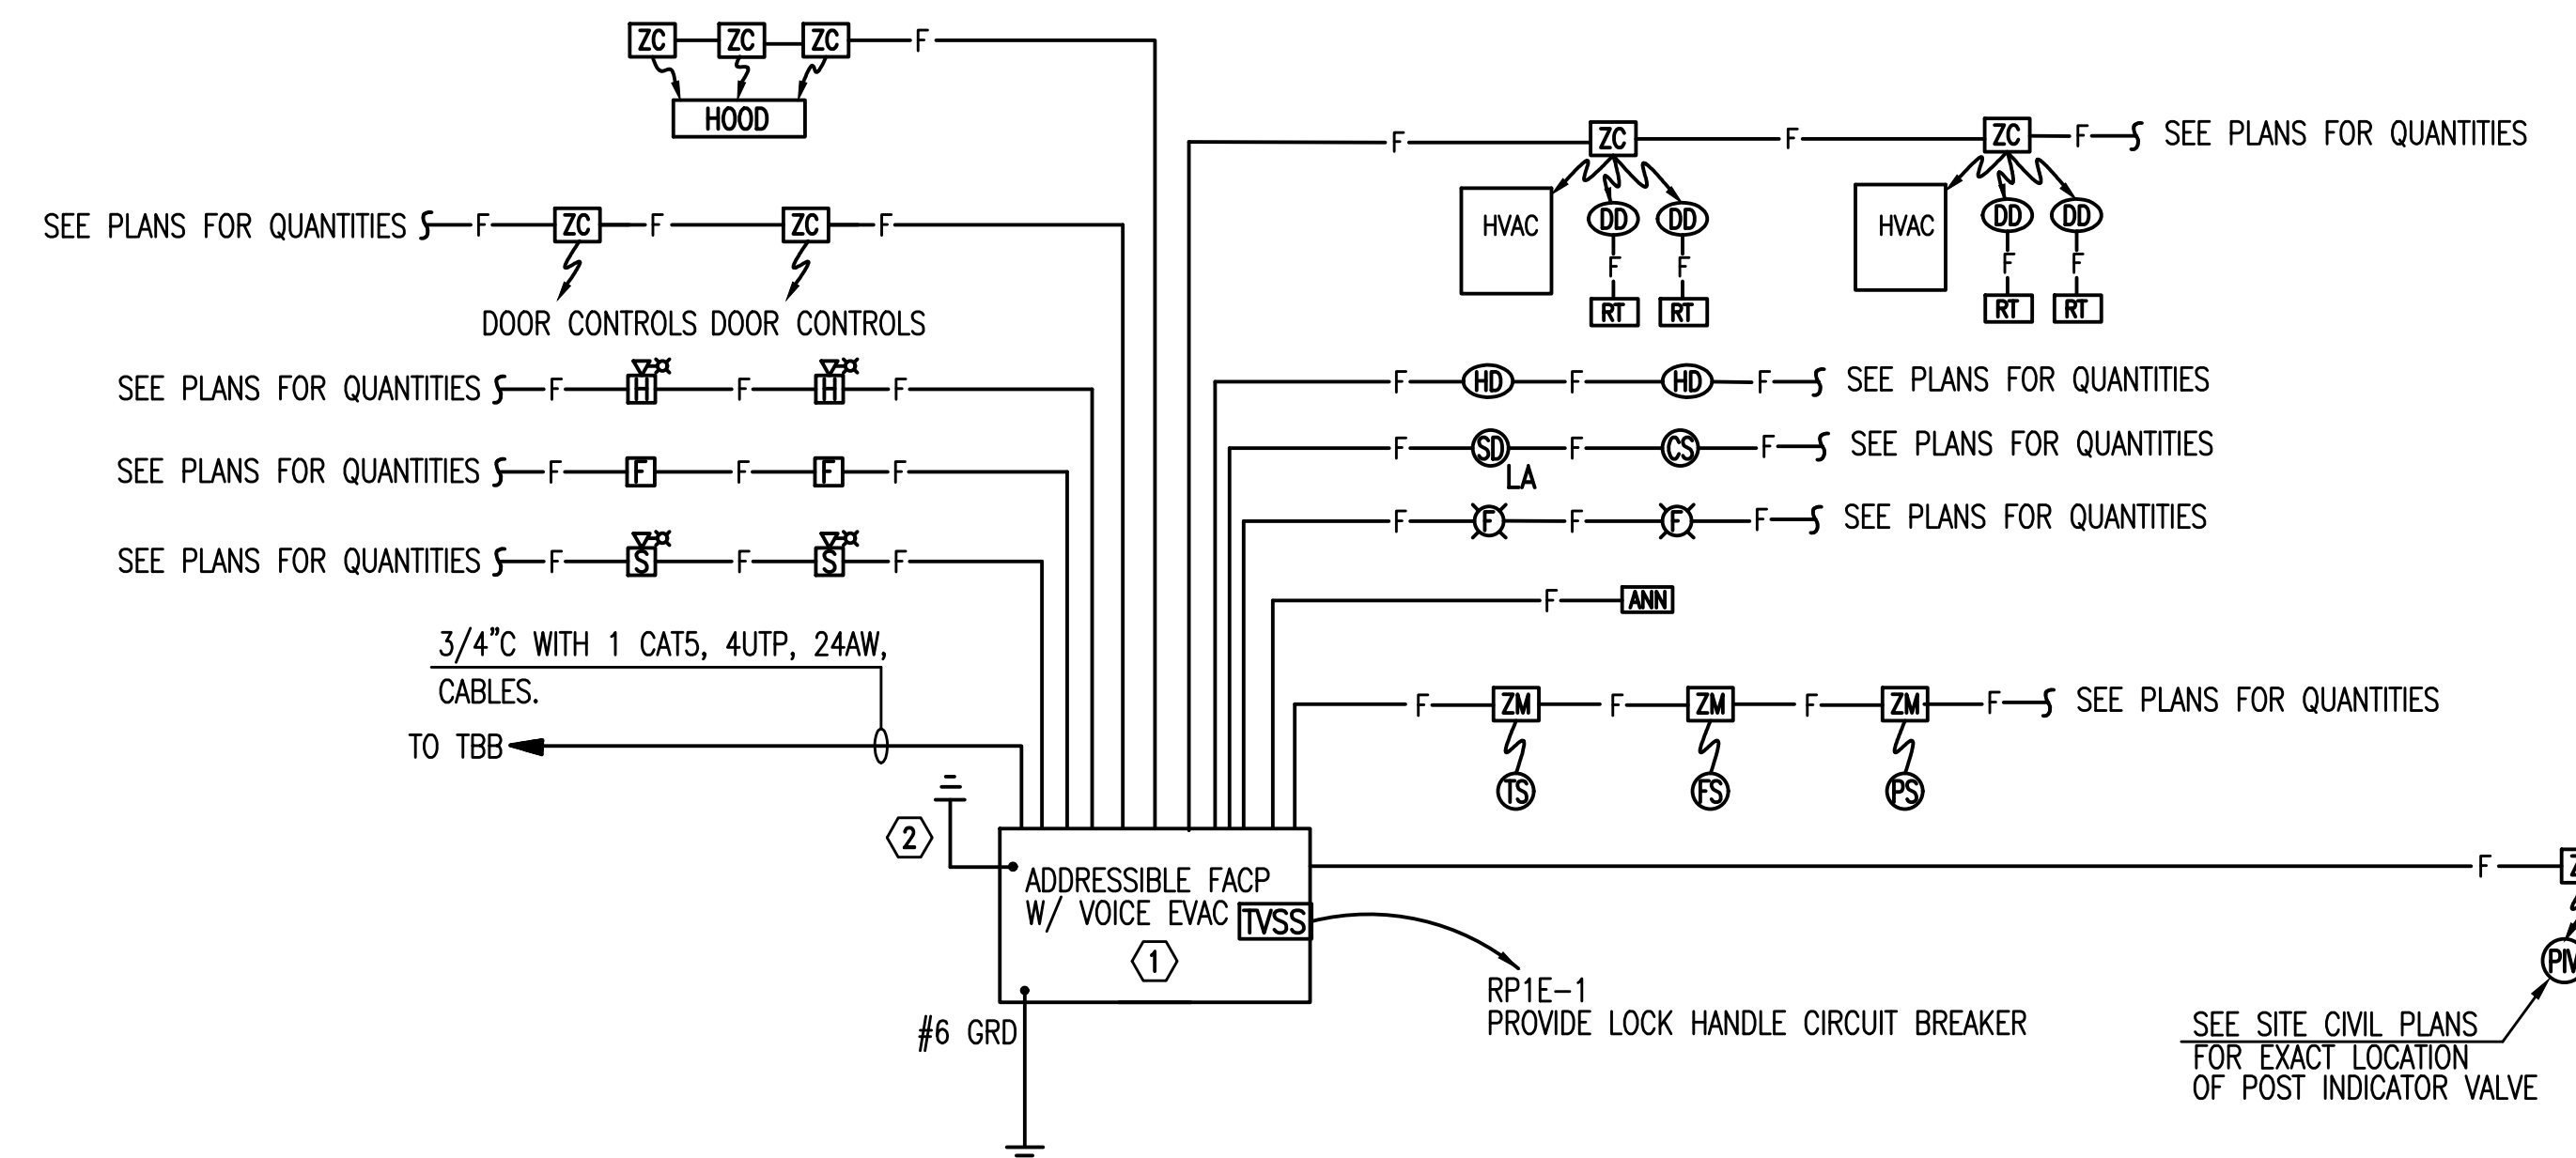 ZC ZC ZC F
HOOD
F ZC F ZC F SEE PLANS FOR QUANTITIES
HVAC DD DD HVAC DD DD
F F F F
RT RT RT RT
SEE PLANS FOR QUANTITIES F ZC F ZC F
DOOR CONTROLS DOOR CONTROLS
SEE PLANS FOR QUANTITIES F H F H F
F HD F HD F SEE PLANS FOR QUANTITIES
SEE PLANS FOR QUANTITIES F F F F F
F SD F CS F SEE PLANS FOR QUANTITIES
LA
F F F F F SEE PLANS FOR QUANTITIES
SEE PLANS FOR QUANTITIES F S F S F
F ANN
3/4"C WITH 1 CAT5, 4UTP, 24AW,
CABLES.
F ZM F ZM F ZM F SEE PLANS FOR QUANTITIES
TO TBB
TS FS PS
2
ADDRESSIBLE FACP
W/ VOICE EVAC TVSS
1
F
#6 GRD
RP1E-1
PROVIDE LOCK HANDLE CIRCUIT BREAKER
SEE SITE CIVIL PLANS
FOR EXACT LOCATION
OF POST INDICATOR VALVE